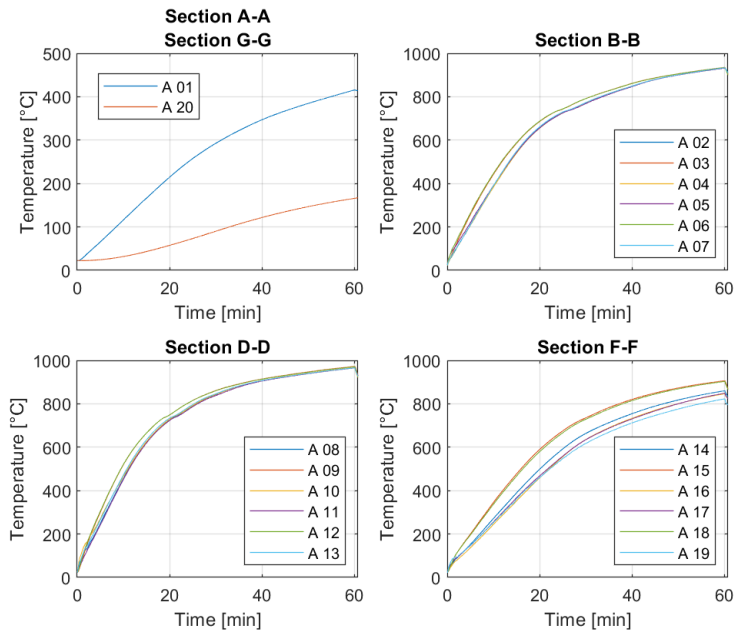 Section A-A
Section G-G
500
400
300
200
100
0
Temperature [°C]
A 01
A 20
0 20 40 60
Time [min]
Section B-B
1000
800
600
400
200
0
Temperature [°C]
A 02
A 03
A 04
A 05
A 06
A 07
0 20 40 60
Time [min]
Section D-D
1000
800
600
400
200
0
Temperature [°C]
A 08
A 09
A 10
A 11
A 12
A 13
0 20 40 60
Time [min]
Section F-F
1000
800
600
400
200
0
Temperature [°C]
A 14
A 15
A 16
A 17
A 18
A 19
0 20 40 60
Time [min]